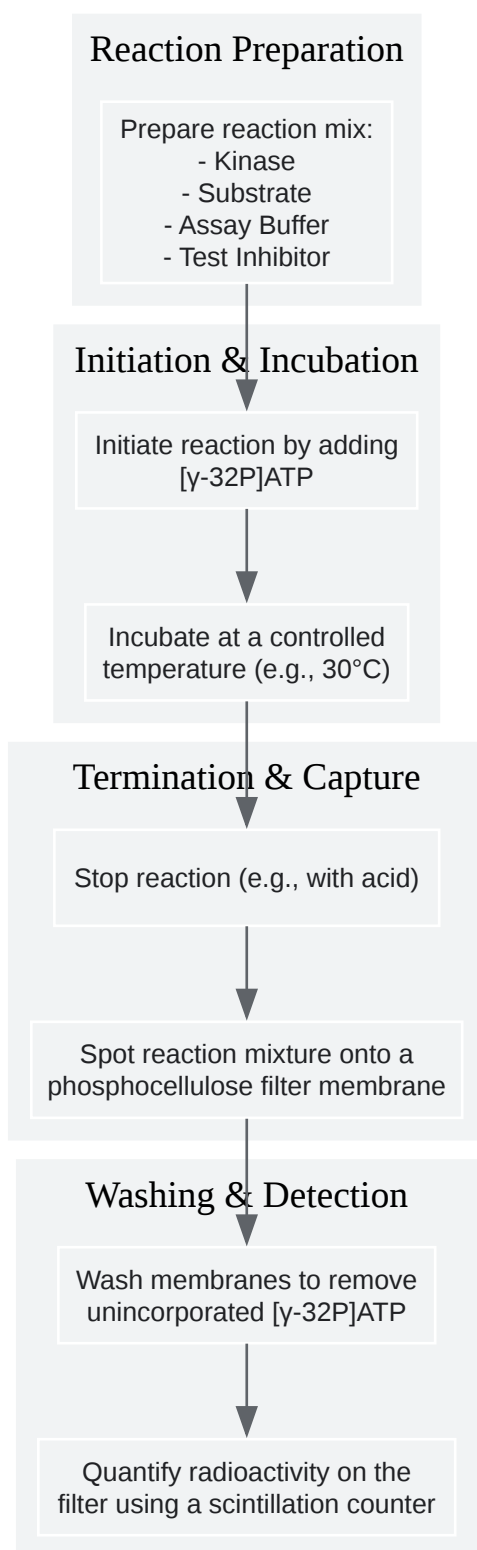 Reaction Preparation
Prepare reaction mix:
- Kinase
- Substrate
- Assay Buffer
- Test Inhibitor
Initiation & Incubation
Initiate reaction by adding
[γ-32P]ATP
Incubate at a controlled
temperature (e.g., 30°C)
Termination & Capture
Stop reaction (e.g., with acid)
Spot reaction mixture onto a
phosphocellulose filter membrane
Washing & Detection
Wash membranes to remove
unincorporated [γ-32P]ATP
Quantify radioactivity on the
filter using a scintillation counter